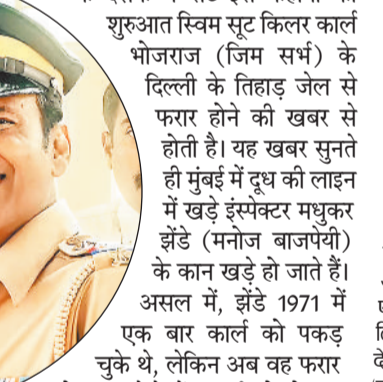 शुरुआत स्विम सूट किलर कार्ल
भोजराज (जिम सर्भ) के
दिल्ली के तिहाड़ जेल से
फरार होने की खबर से
होती है। यह खबर सुनते
ही मुंबई में दूध की लाइन
में खड़े इंस्पेक्टर मधुकर
झेंडे (मनोज बाजपेयी)
के कान खड़े हो जाते हैं।
असल में, झेंडे 1971 में
एक बार कार्ल को पकड़
चुके थे, लेकिन अब वह फरार